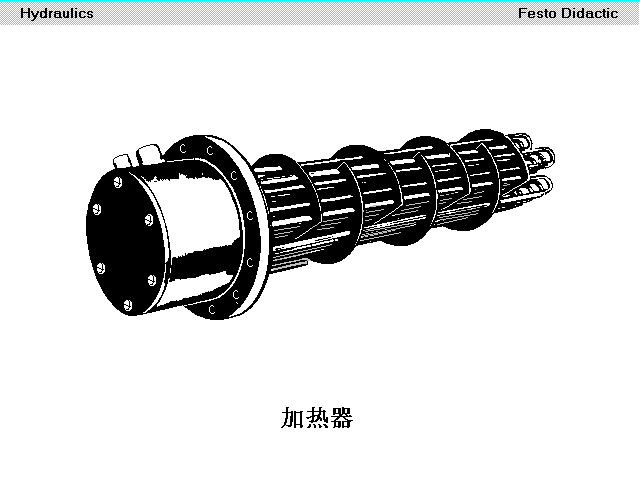 Hydraulics
Festo Didactic
加热器